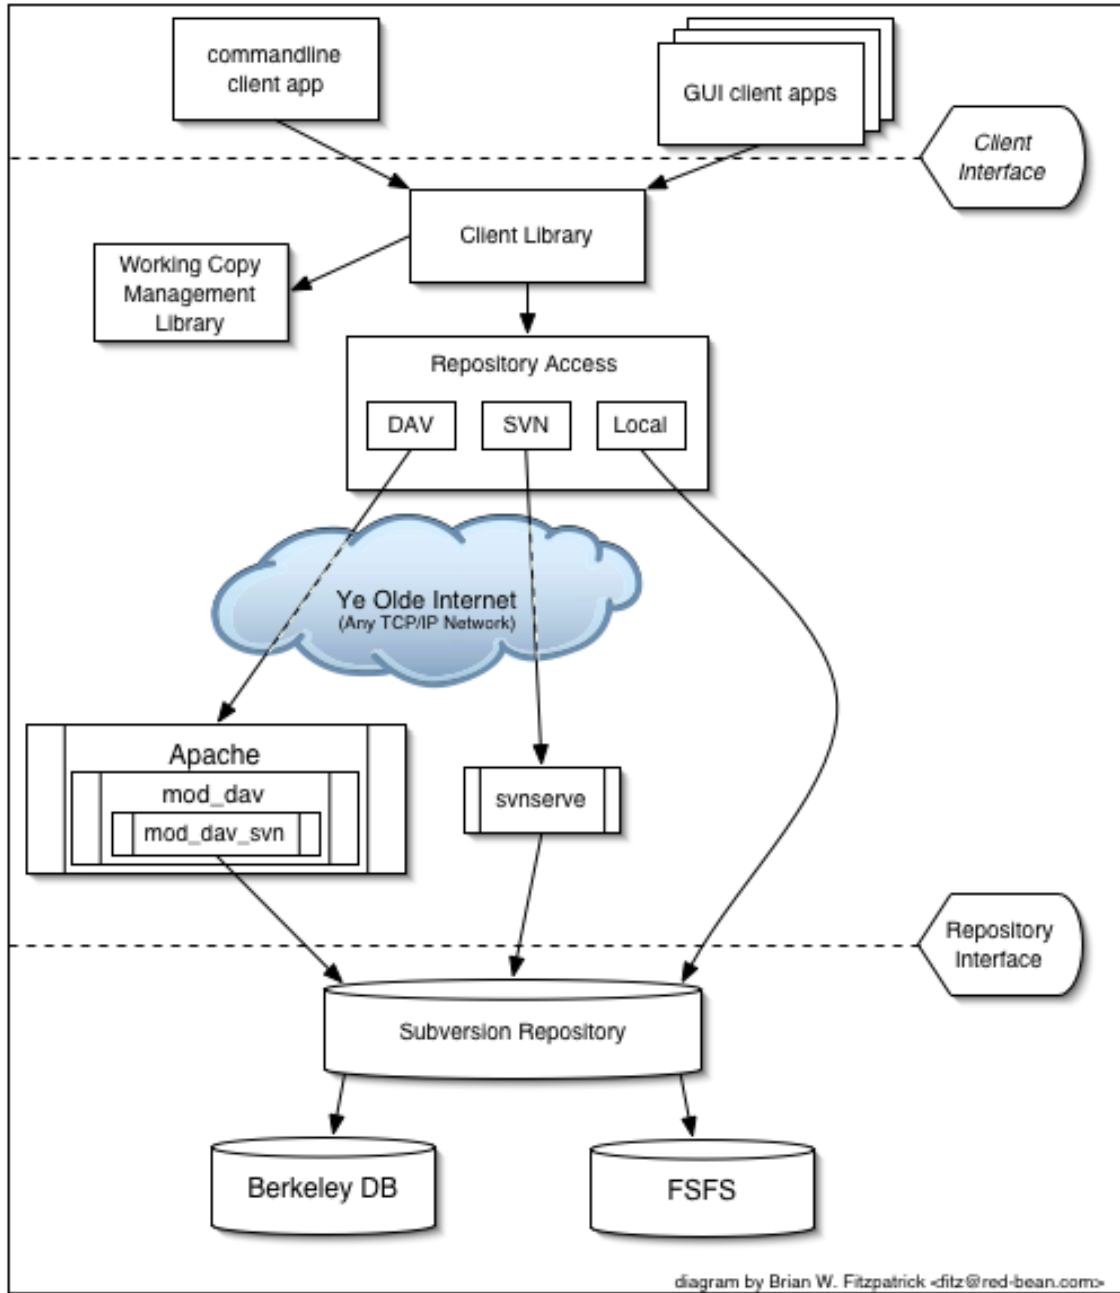 commandline
client app
GUI client apps
Client
Interface
Client Library
Working Copy
Management
Library
Repository Access
DAV
SVN
Local
Ye Olde Internet
(Any TCP/IP Network)
Apache
mod_dav
mod_dav_svn
svnserve
Repository
Interface
Subversion Repository
Berkeley DB
FSFS
diagram by Brian W. Fitzpatrick <fitz@red-bean.com>